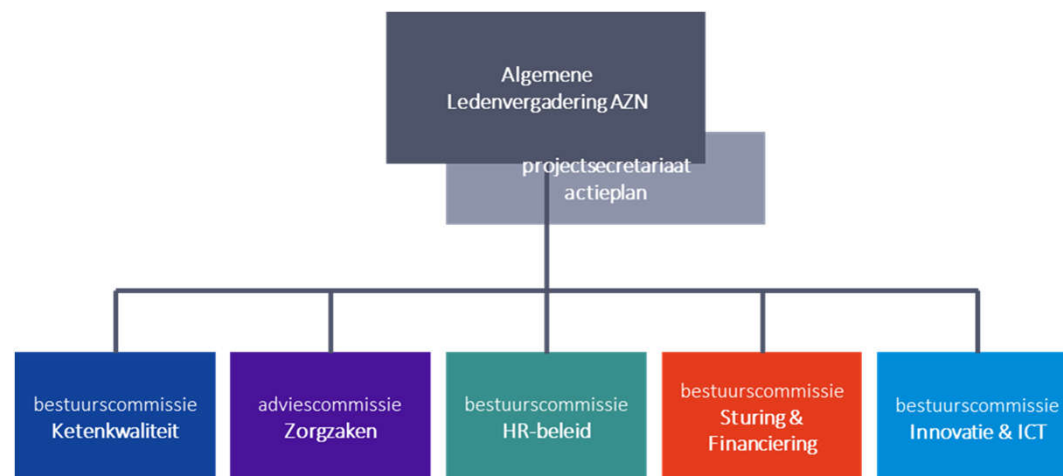 Algemene
Ledenvergadering AZN
projectsecretariaat
actieplan
bestuurscommissie
Ketenkwaliteit
adviescommissie
Zorgzaken
bestuurscommissie
HR-beleid
bestuurscommissie
Sturing &
Financiering
bestuurscommissie
Innovatie & ICT